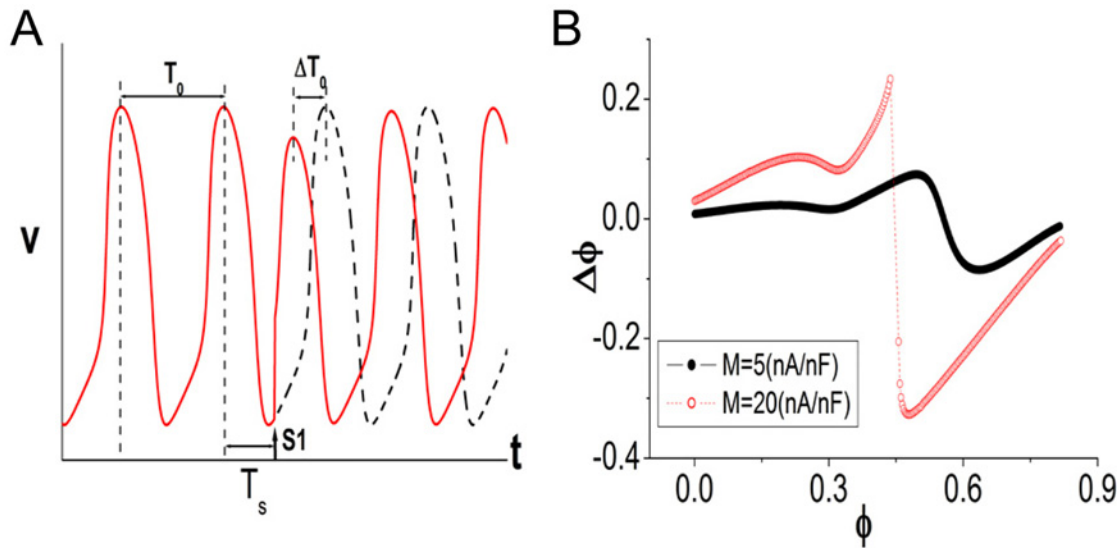 A
T₀
ΔT₀
V
S1
t
Tₛ
B
0.2
0.0
-0.2
-0.4
Δϕ
M=5(nA/nF)
M=20(nA/nF)
0.0 0.3 0.6 0.9
ϕ